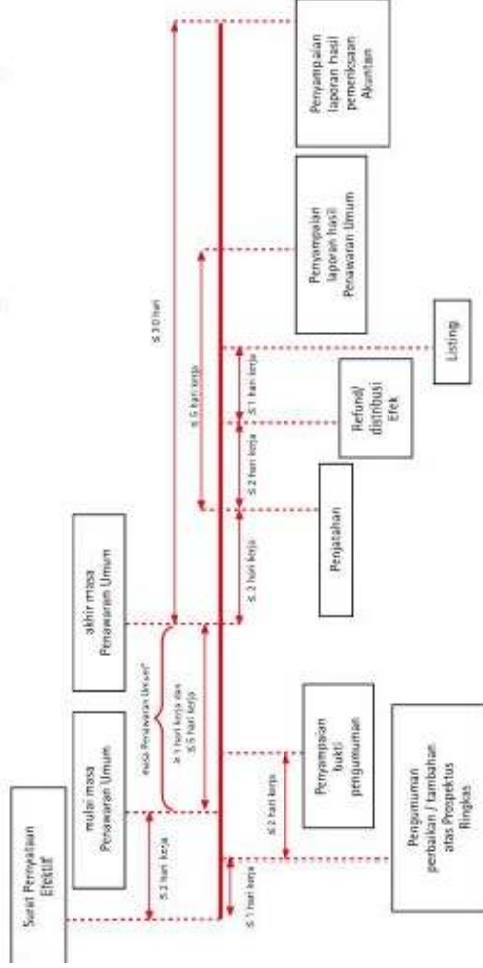 Surat Pernyataan
Efektif
mulai masa
Penawaran Umum
akhir masa
Penawaran Umum
masa Penawaran Umum*
≥ 1 hari kerja dan
≤ 5 hari kerja
≤ 2 hari kerja
≤ 1 hari kerja
≤ 2 hari kerja
≤ 2 hari kerja
≤ 2 hari kerja
≤ 1 hari kerja
≤ 5 hari kerja
≤ 30 hari
Pengumuman
perbaikan / tambahan
atas Prospektus
Ringkas
Penyampaian
bukti
pengumuman
Penjatahan
Refund/
distribusi
Efek
Listing
Penyampaian
laporan hasil
Penawaran Umum
Penyampaian
laporan hasil
pemeriksaan
Akuntan